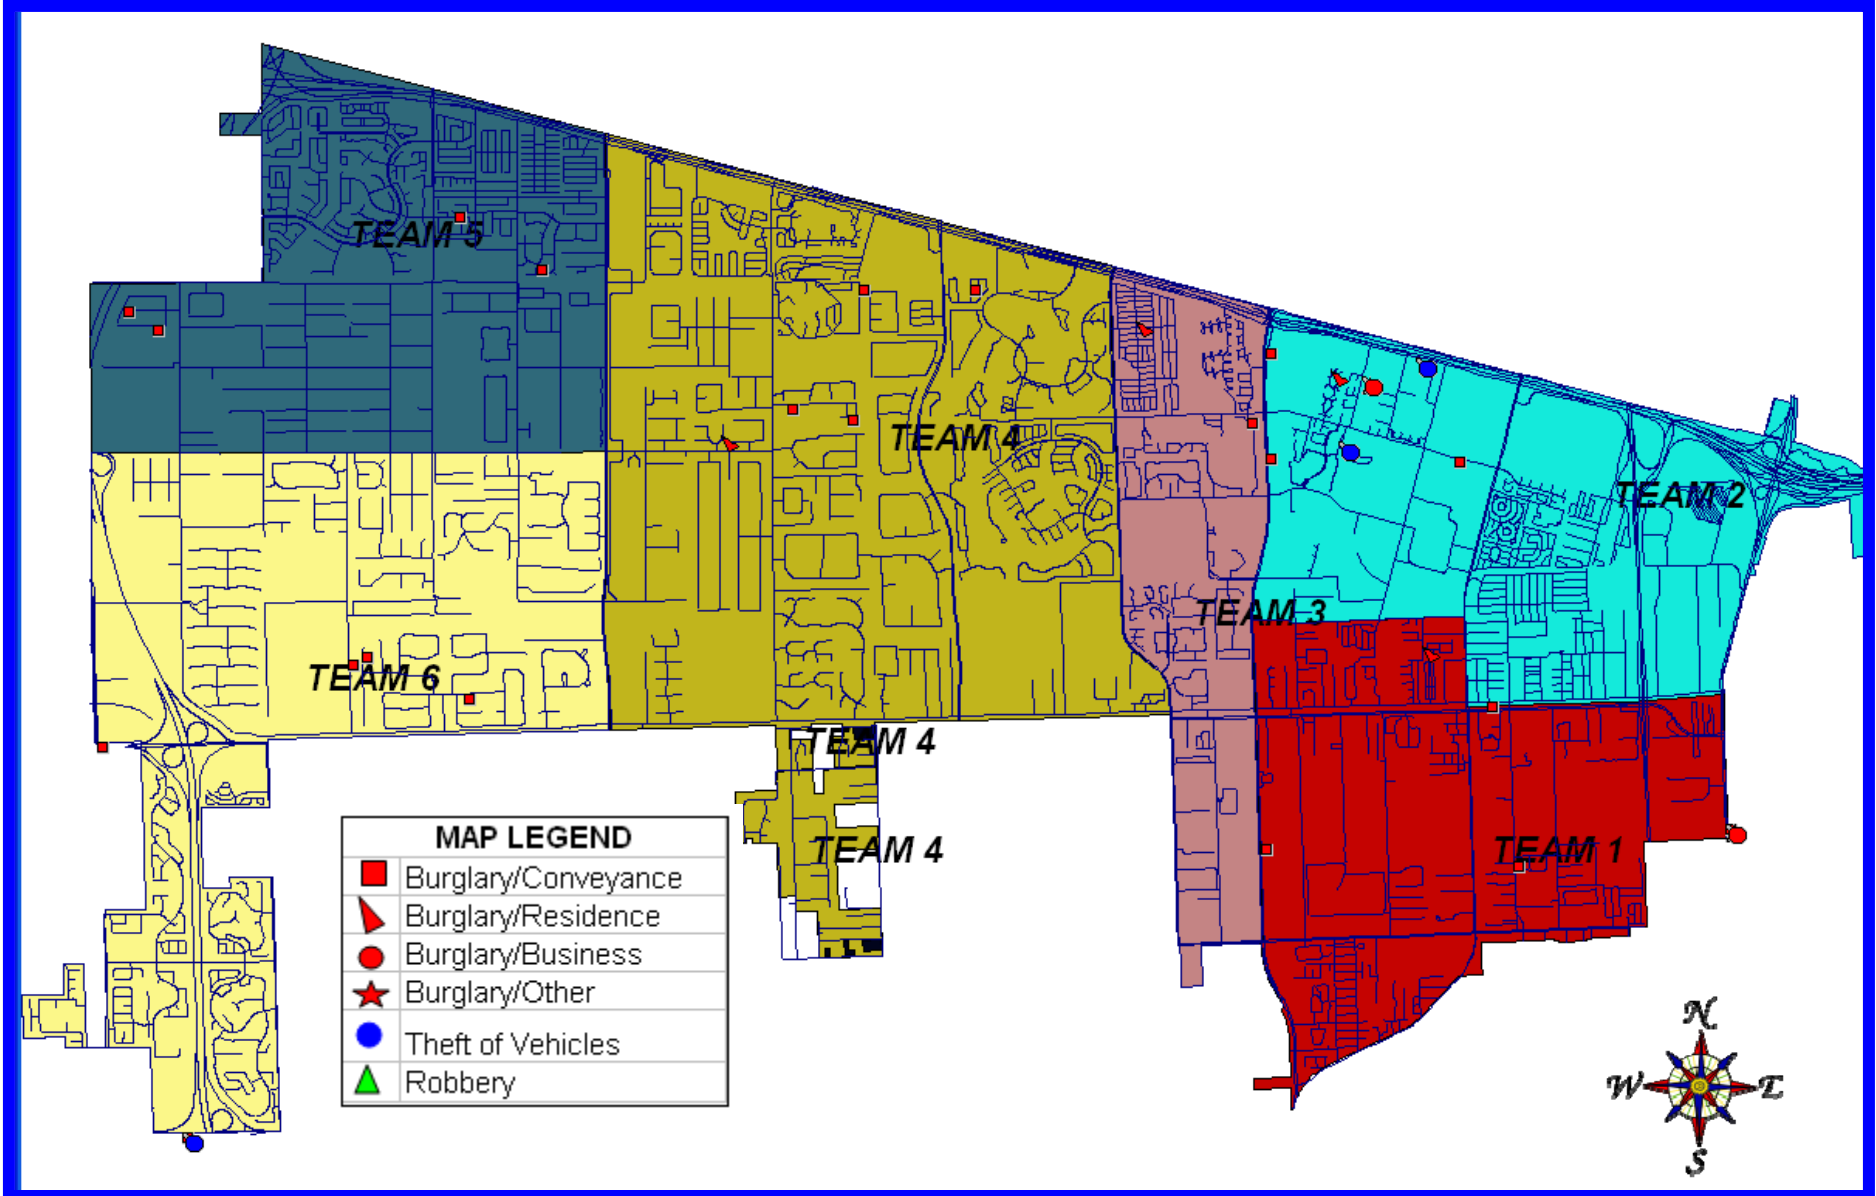 TEAM 5
TEAM 4
TEAM 2
TEAM 3
TEAM 6
TEAM 4
TEAM 4
TEAM 1
MAP LEGEND
Burglary/Conveyance
Burglary/Residence
Burglary/Business
Burglary/Other
Theft of Vehicles
Robbery
N
W E
S